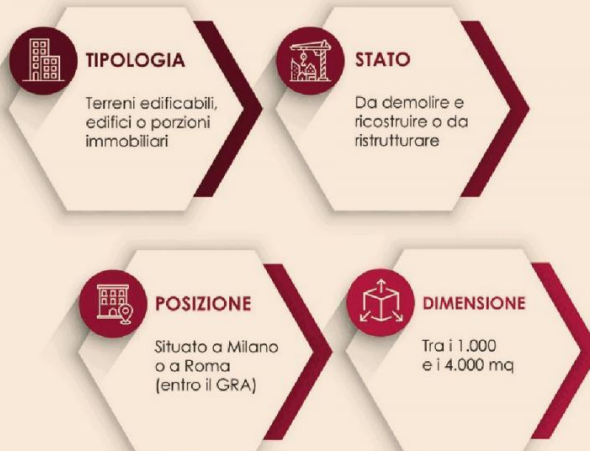 TIPOLOGIA
Terreni edificabili,
edifici o porzioni
immobiliari
STATO
Da demolire e
ricostruire o da
ristrutturare
POSIZIONE
Situato a Milano
o a Roma
(entro il GRA)
DIMENSIONE
Tra i 1.000
e i 4.000 mq